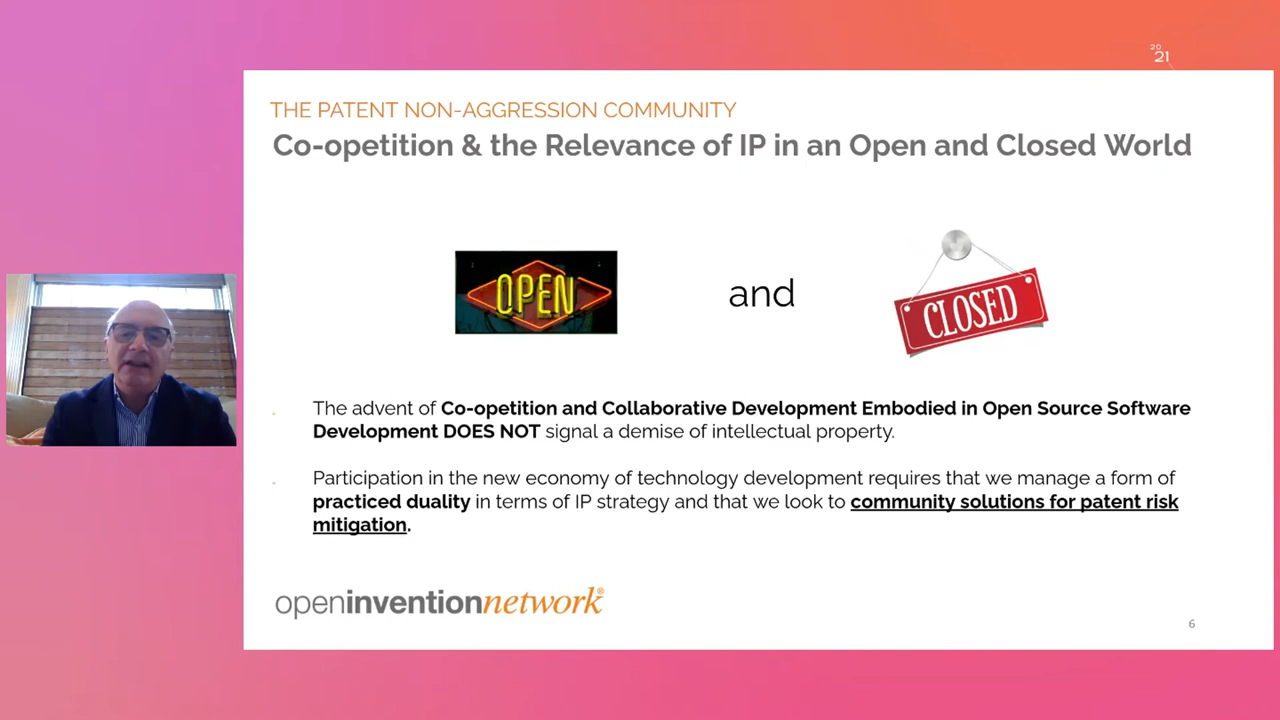 20
21
THE PATENT NON-AGGRESSION COMMUNITY
Co-opetition & the Relevance of IP in an Open and Closed World
OPEN
and
CLOSED
The advent of Co-opetition and Collaborative Development Embodied in Open Source Software
Development DOES NOT signal a demise of intellectual property.
Participation in the new economy of technology development requires that we manage a form of
practiced duality in terms of IP strategy and that we look to community solutions for patent risk
mitigation.
openinventionnetwork®
6